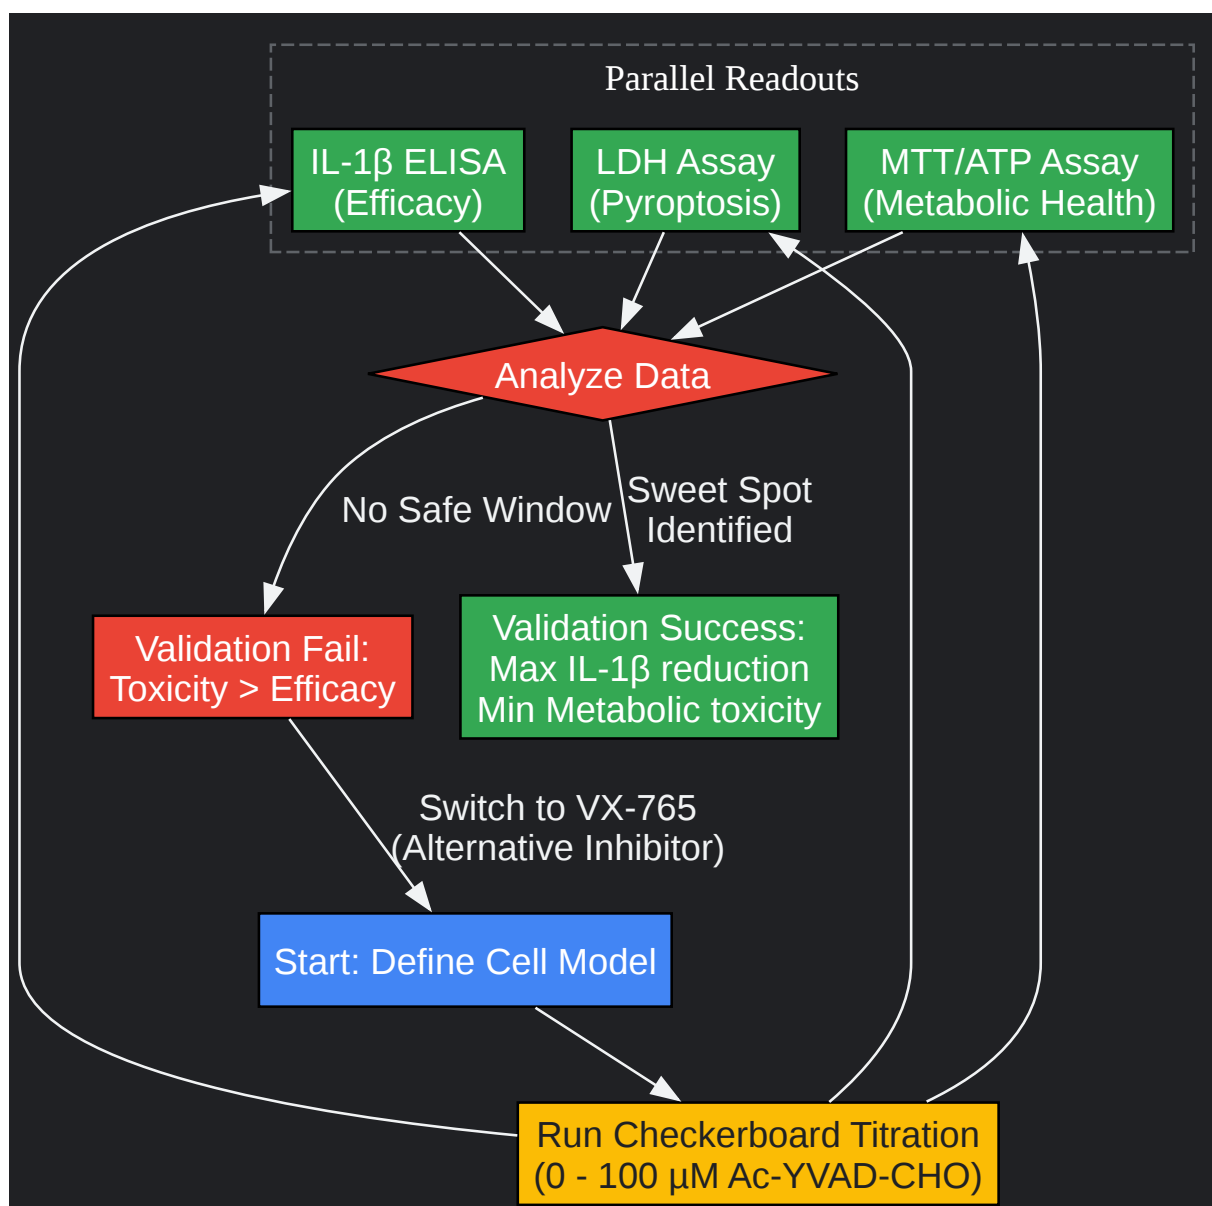 Parallel Readouts
IL-1β ELISA
(Efficacy)
LDH Assay
(Pyroptosis)
MTT/ATP Assay
(Metabolic Health)
Analyze Data
No Safe Window
Sweet Spot
Identified
Validation Fail:
Toxicity > Efficacy
Validation Success:
Max IL-1β reduction
Min Metabolic toxicity
Switch to VX-765
(Alternative Inhibitor)
Start: Define Cell Model
Run Checkerboard Titration
(0 - 100 µM Ac-YVAD-CHO)